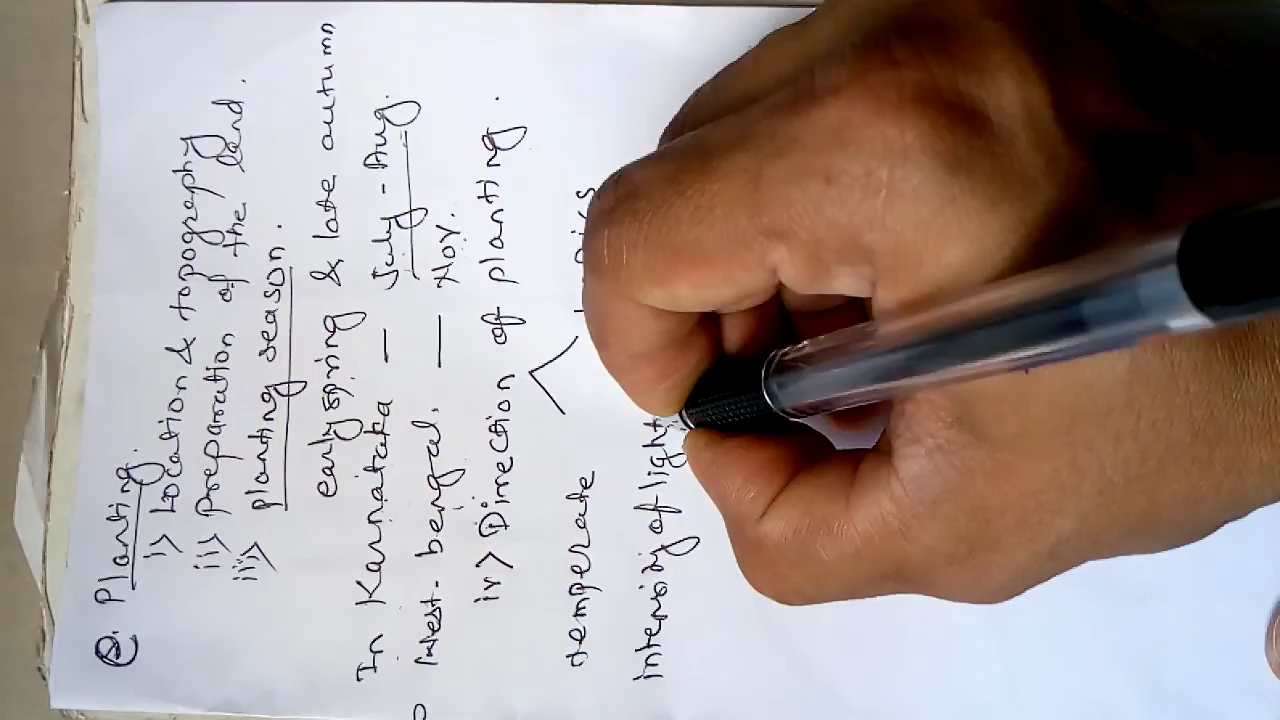 Q. Planting.
i> Location & topography
ii> Preparation of the land.
iii> planting season.
early spring & late outumn
In Karnataka — July - Aug.
West-bengal. — Nov.
iv> Direction of planting.
temperate
intensity of light